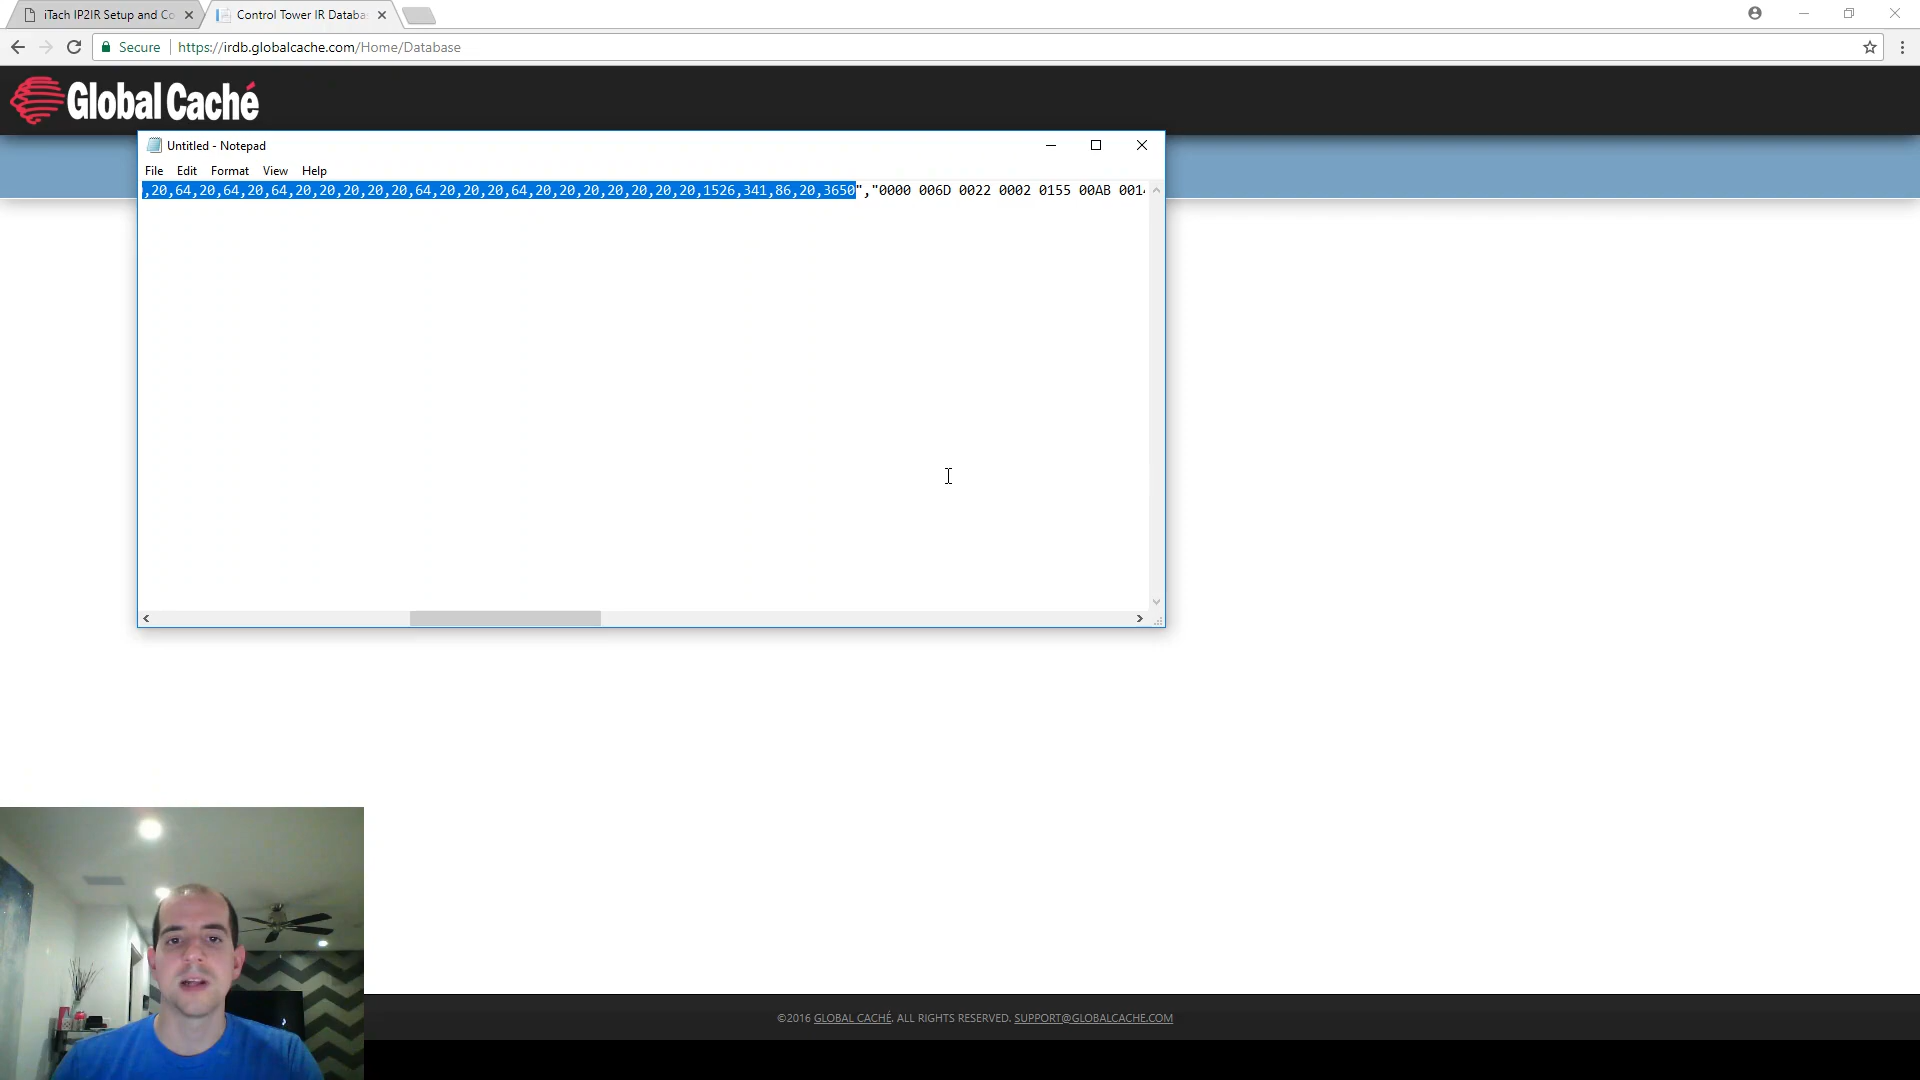 iTach IP2IR Setup and Co
Control Tower IR Databa
Secure
https://irdb.globalcache.com/Home/Database
Global Caché
Untitled - Notepad
File Edit Format View Help
,20,64,20,64,20,64,20,20,20,20,20,64,20,20,20,64,20,20,20,20,20,20,20,1526,341,86,20,3650","0000 006D 0022 0002 0155 00AB 001
©2016 GLOBAL CACHÉ. ALL RIGHTS RESERVED. SUPPORT@GLOBALCACHE.COM